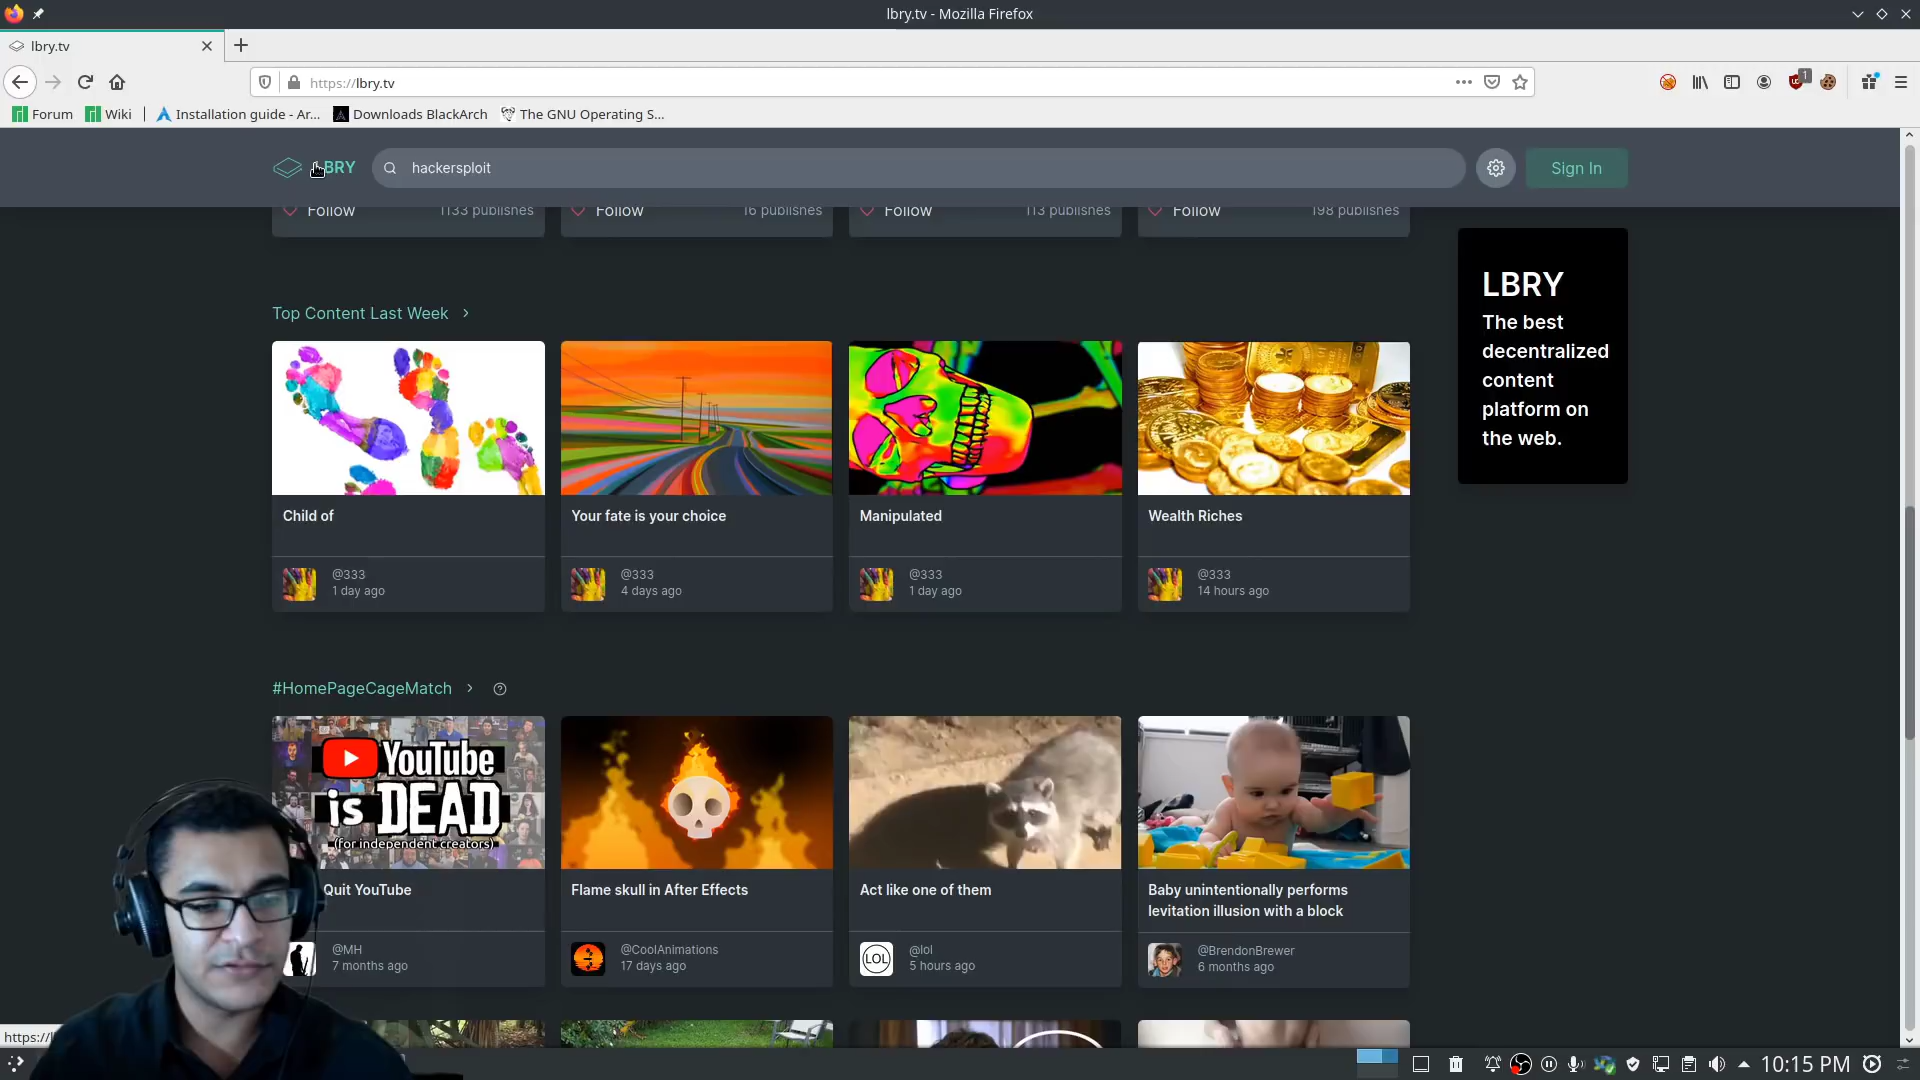 lbry.tv - Mozilla Firefox
lbry.tv
https://lbry.tv
1
Forum
Wiki
Installation guide - Ar...
Downloads BlackArch
The GNU Operating S...
LBRY
hackersploit
Sign In
Follow
1133 publishes
Follow
16 publishes
Follow
113 publishes
Follow
198 publishes
LBRY
The best
decentralized
content
platform on
the web.
Top Content Last Week
Child of
@333
1 day ago
Your fate is your choice
@333
4 days ago
Manipulated
@333
1 day ago
Wealth Riches
@333
14 hours ago
#HomePageCageMatch
YouTube
is DEAD
(for independent creators)
Quit YouTube
@MH
7 months ago
Flame skull in After Effects
@CoolAnimations
17 days ago
Act like one of them
LOL
@lol
5 hours ago
Baby unintentionally performs
levitation illusion with a block
@BrendonBrewer
6 months ago
https://l
10:15 PM